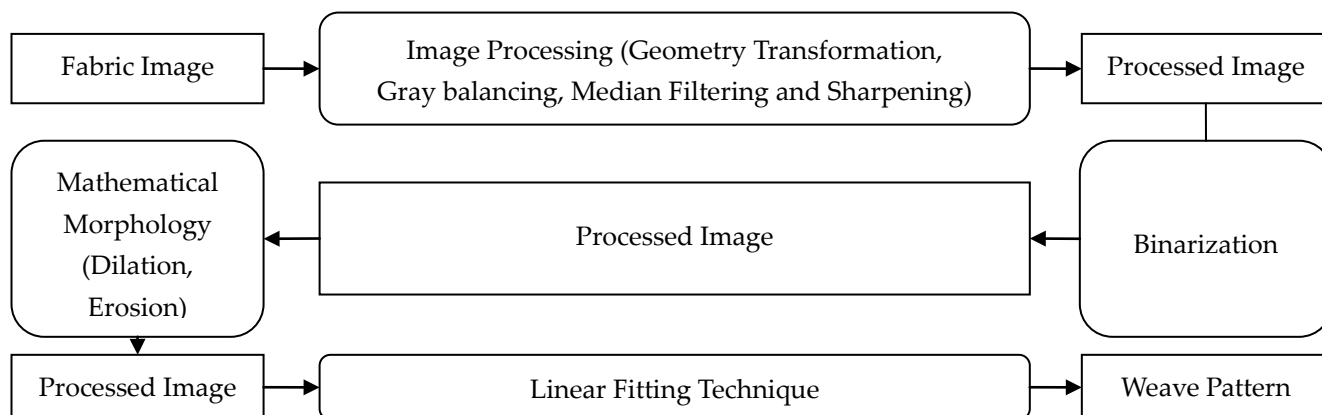 Fabric Image
Image Processing (Geometry Transformation,
Gray balancing, Median Filtering and Sharpening)
Processed Image
Mathematical
Morphology
(Dilation,
Erosion)
Processed Image
Binarization
Processed Image
Linear Fitting Technique
Weave Pattern